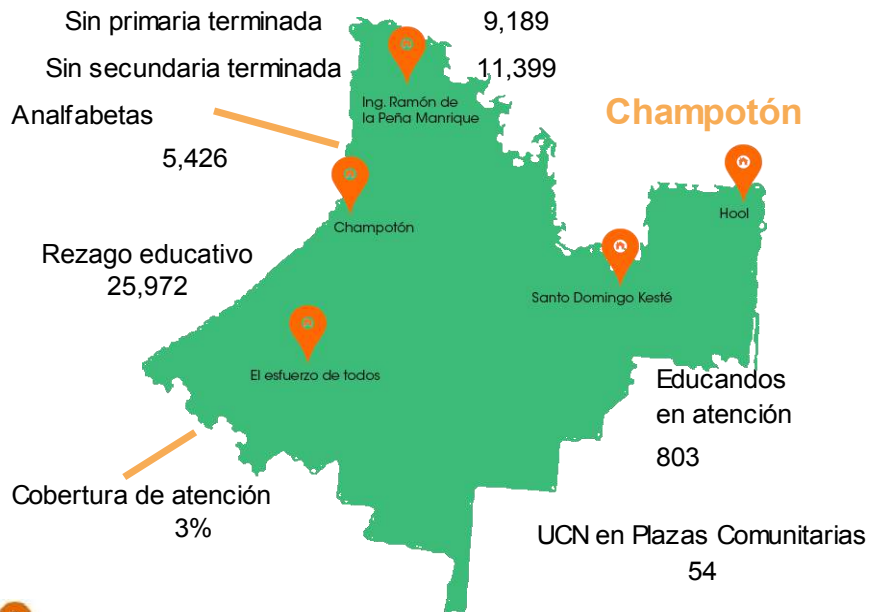 Sin primaria terminada 9,189
Sin secundaria terminada 11,399
Analfabetas
5,426
Ing. Ramón de
la Peña Manrique
Champotón
Hool
Champotón
Rezago educativo
25,972
Santo Domingo Kesté
El esfuerzo de todos
Educandos
en atención
803
Cobertura de atención
3%
UCN en Plazas Comunitarias
54